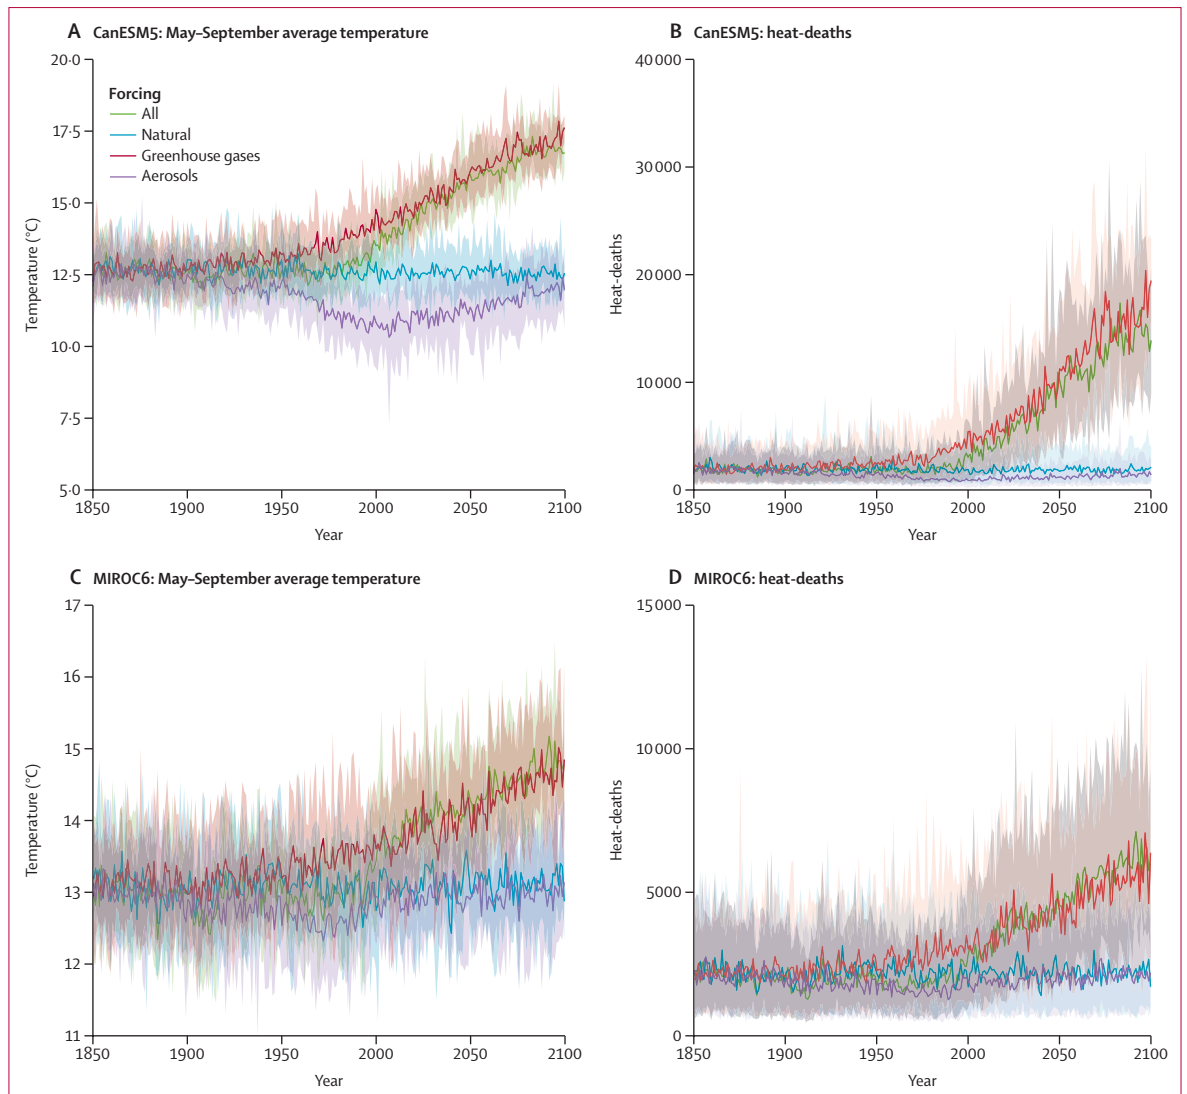 A CanESM5: May–September average temperature
20·0
17·5
15·0
12·5
10·0
7·5
5·0
Temperature (°C)
Forcing
All
Natural
Greenhouse gases
Aerosols
1850 1900 1950 2000 2050 2100
Year
B CanESM5: heat-deaths
40 000
30 000
20 000
10 000
0
Heat-deaths
1850 1900 1950 2000 2050 2100
Year
C MIROC6: May–September average temperature
17
16
15
14
13
12
11
Temperature (°C)
1850 1900 1950 2000 2050 2100
Year
D MIROC6: heat-deaths
15 000
10 000
5000
0
Heat-deaths
1850 1900 1950 2000 2050 2100
Year